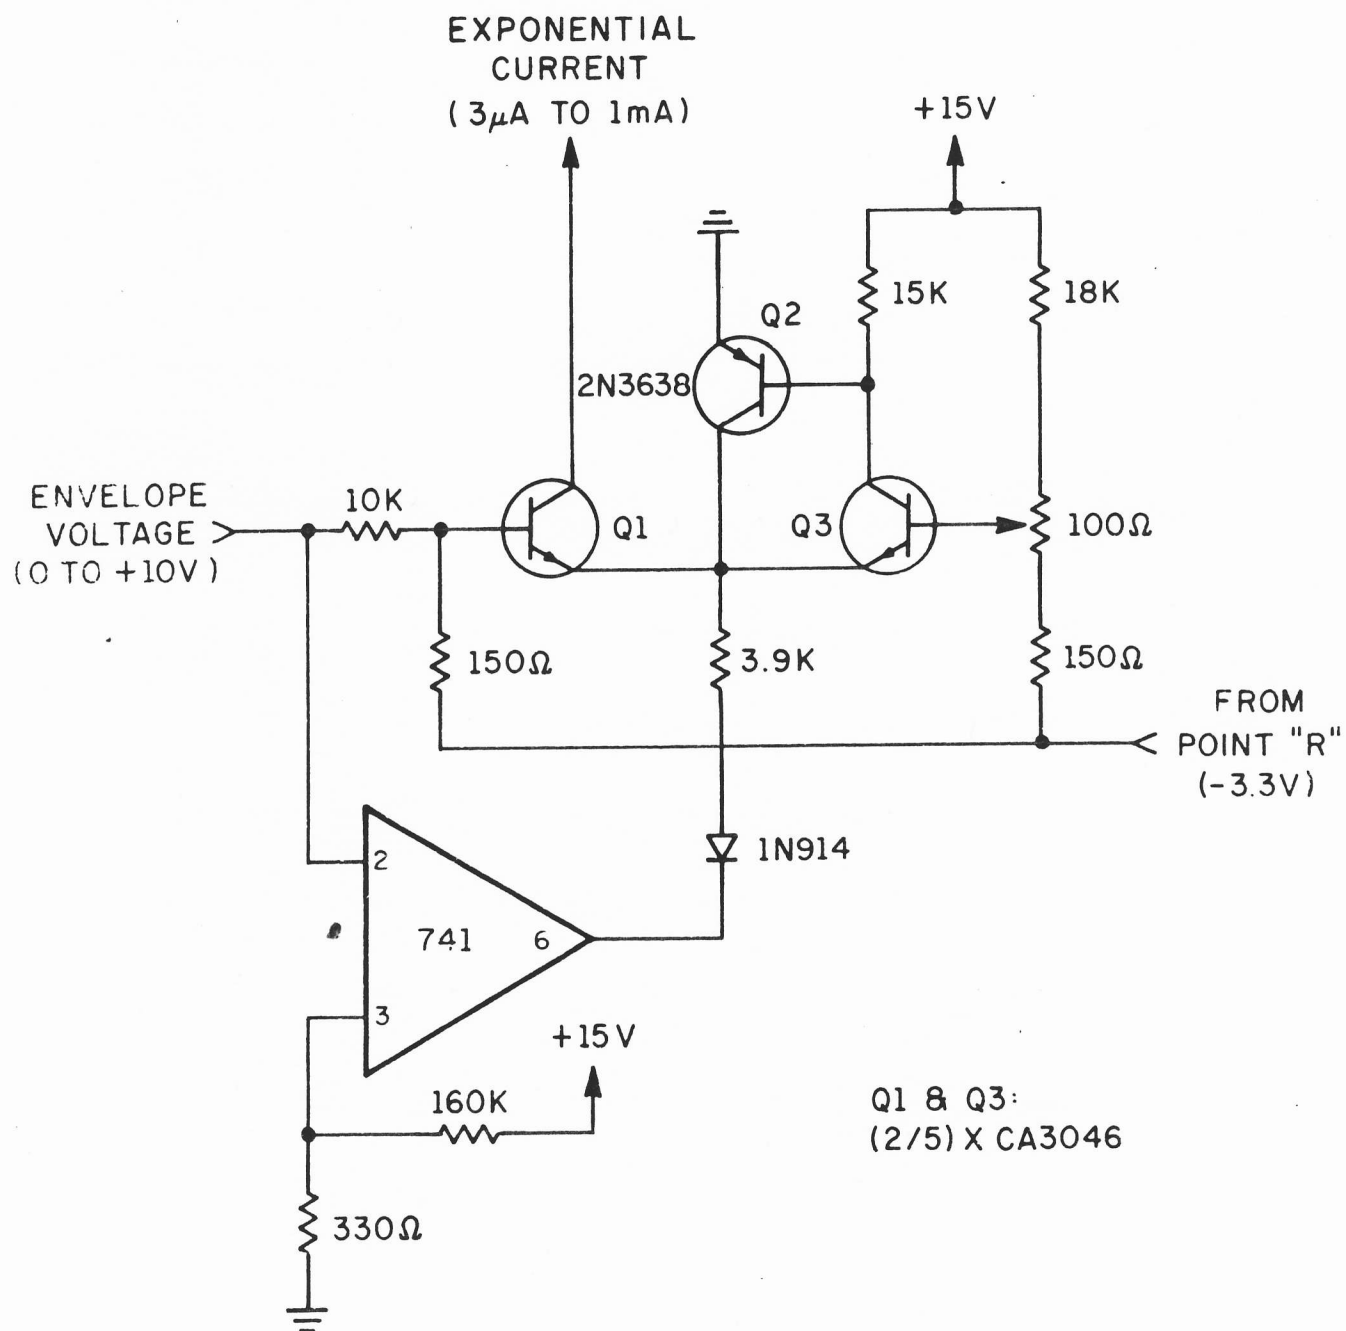 EXPONENTIAL
CURRENT
(3µA TO 1mA)
+15V
15K
18K
Q2
2N3638
ENVELOPE
VOLTAGE
(0 TO +10V)
10K
Q1
Q3
100Ω
150Ω
3.9K
150Ω
FROM
POINT "R"
(-3.3V)
2
1N914
741
6
3
+15V
160K
Q1 & Q3:
(2/5) X CA3046
330Ω